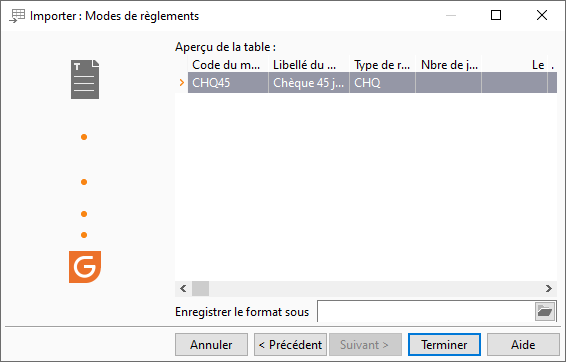 Importer : Modes de règlements
Aperçu de la table :
Code du m... Libellé du ... Type de r... Nbre de j... Le .
CHQ45 Chèque 45 j... CHQ
T
G
Enregistrer le format sous
Annuler < Précédent Suivant > Terminer Aide